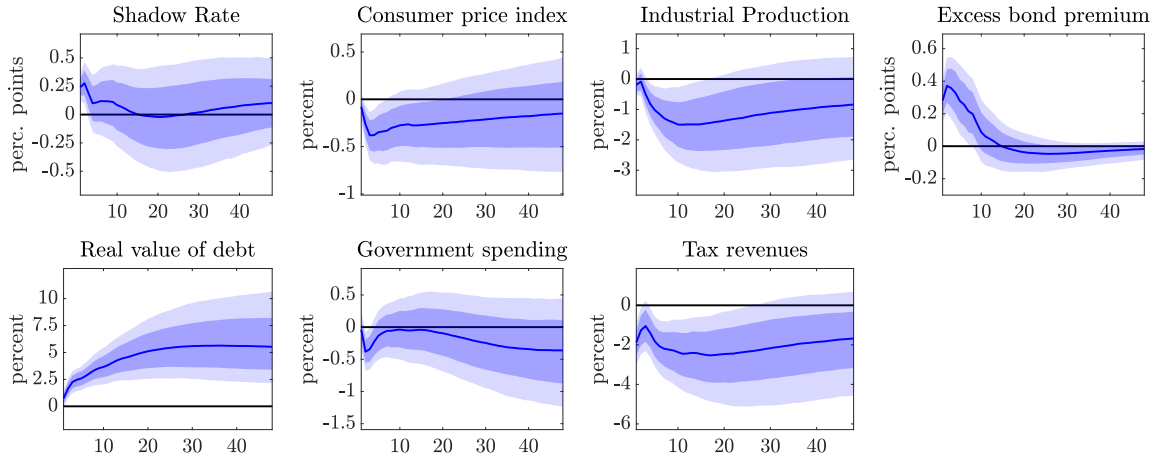 Shadow Rate
perc. points
0.5
0.25
0
-0.25
-0.5
10 20 30 40
Consumer price index
percent
0.5
0
-0.5
-1
10 20 30 40
Industrial Production
percent
1
0
-1
-2
-3
10 20 30 40
Excess bond premium
perc. points
0.6
0.4
0.2
0
-0.2
10 20 30 40
Real value of debt
percent
10
7.5
5
2.5
0
10 20 30 40
Government spending
percent
0.5
0
-0.5
-1
-1.5
10 20 30 40
Tax revenues
percent
0
-2
-4
-6
10 20 30 40